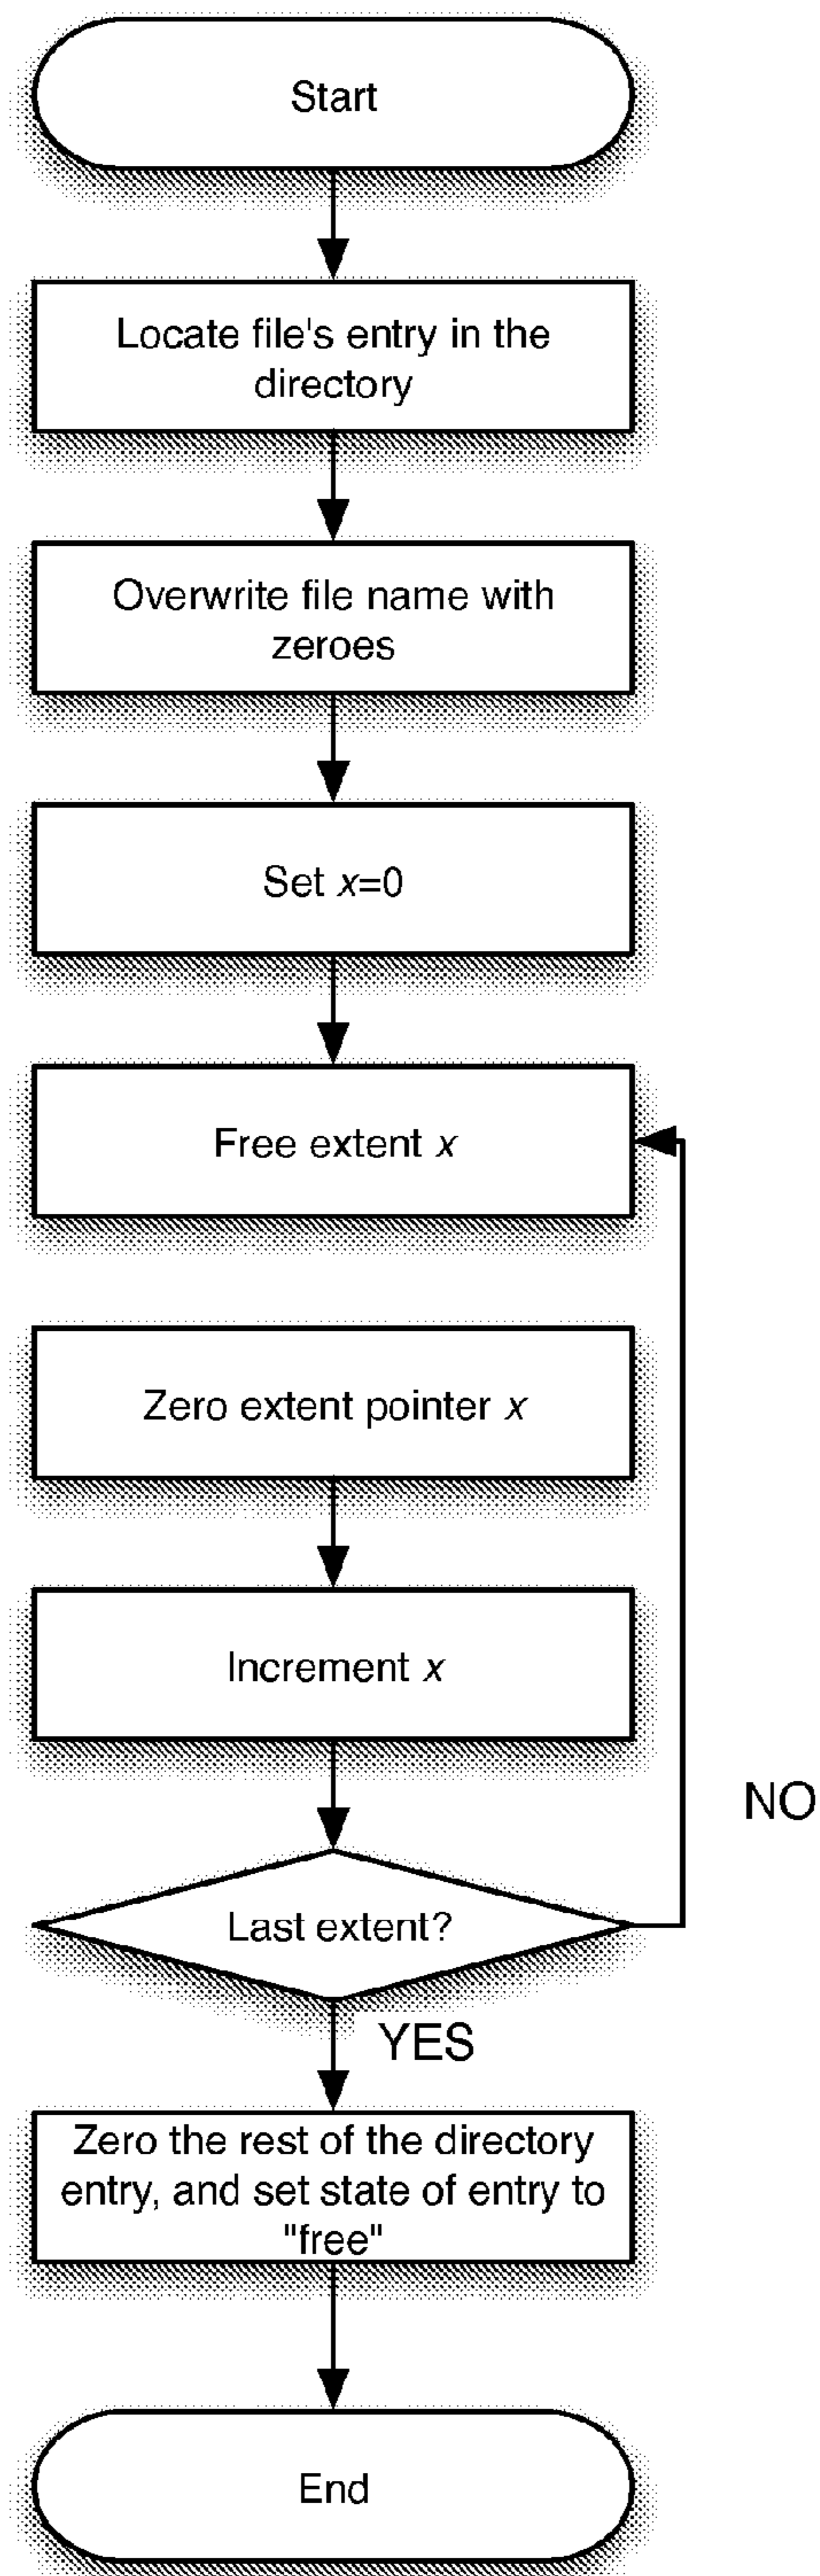 Start
Locate file's entry in the
directory
Overwrite file name with
zeroes
Set x=0
Free extent x
Zero extent pointer x
Increment x
NO
Last extent?
YES
Zero the rest of the directory
entry, and set state of entry to
"free"
End